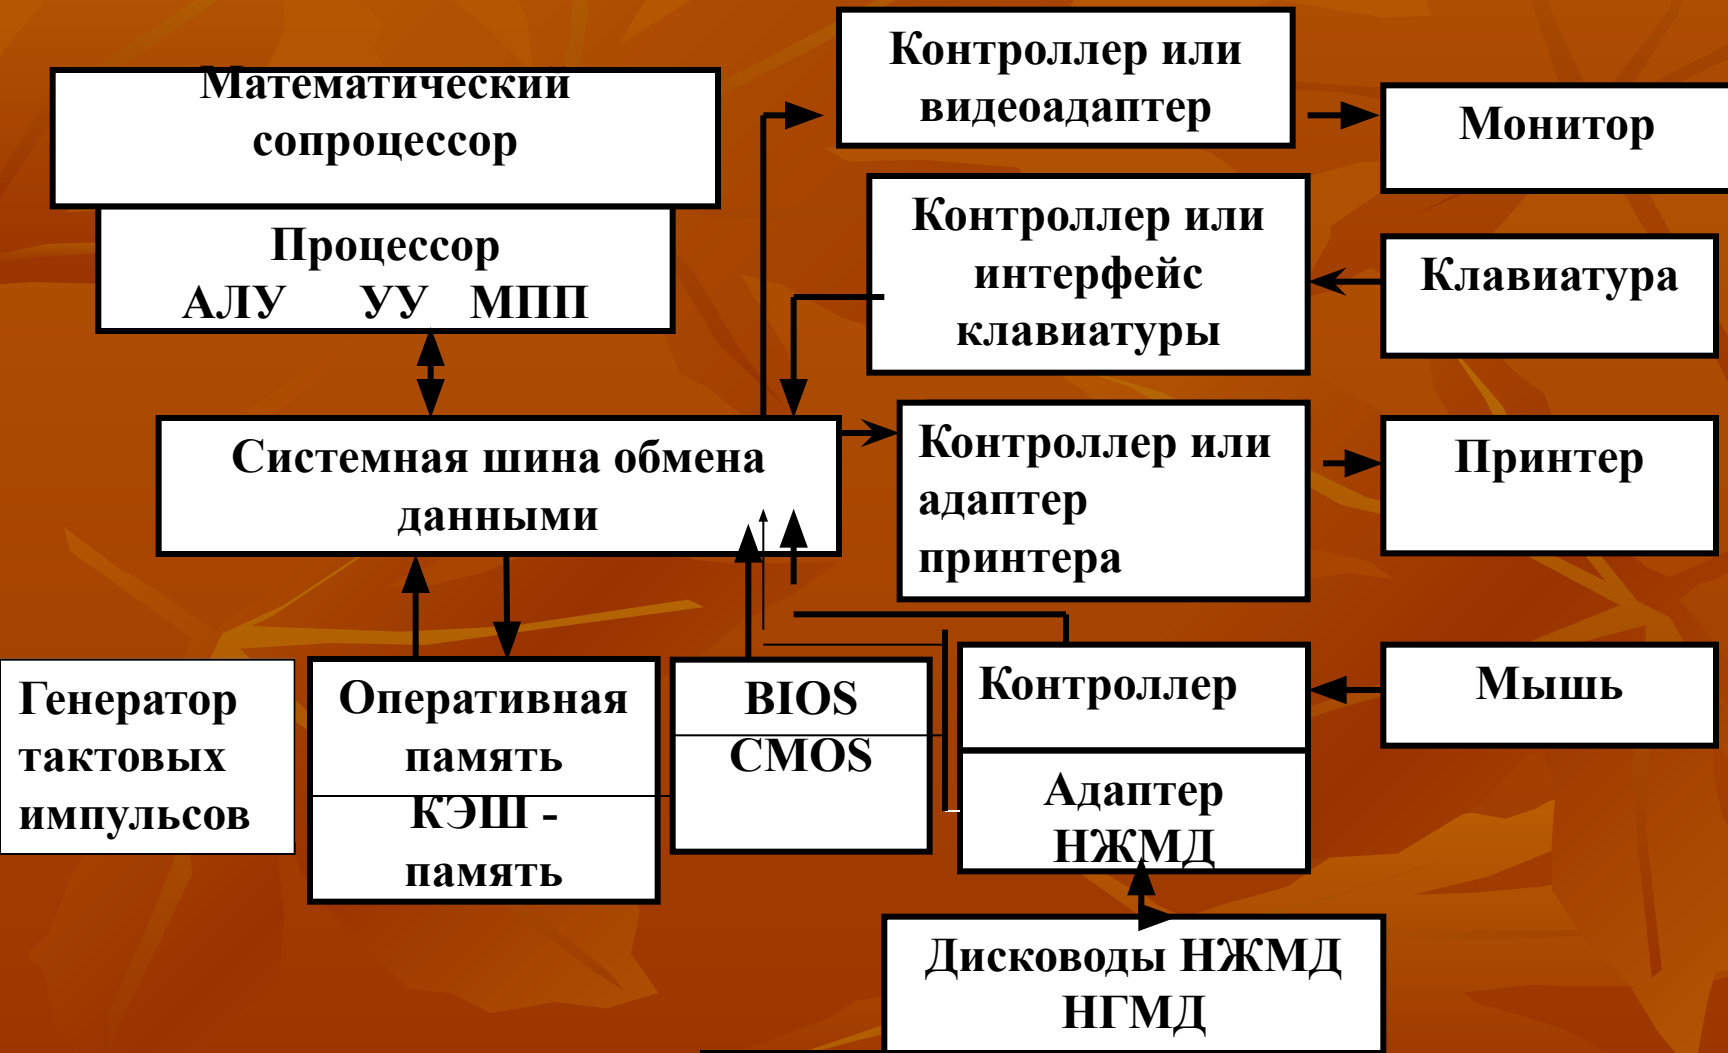 Математический
сопроцессор
Процессор
АЛУ УУ МПП
Системная шина обмена
данными
Генератор
тактовых
импульсов
Оперативная
память
КЭШ -
память
BIOS
CMOS
Контроллер или
видеоадаптер
Монитор
Контроллер или
интерфейс
клавиатуры
Клавиатура
Контроллер или
адаптер
принтера
Принтер
Контроллер
Мышь
Адаптер
НЖМД
Дисководы НЖМД
НГМД